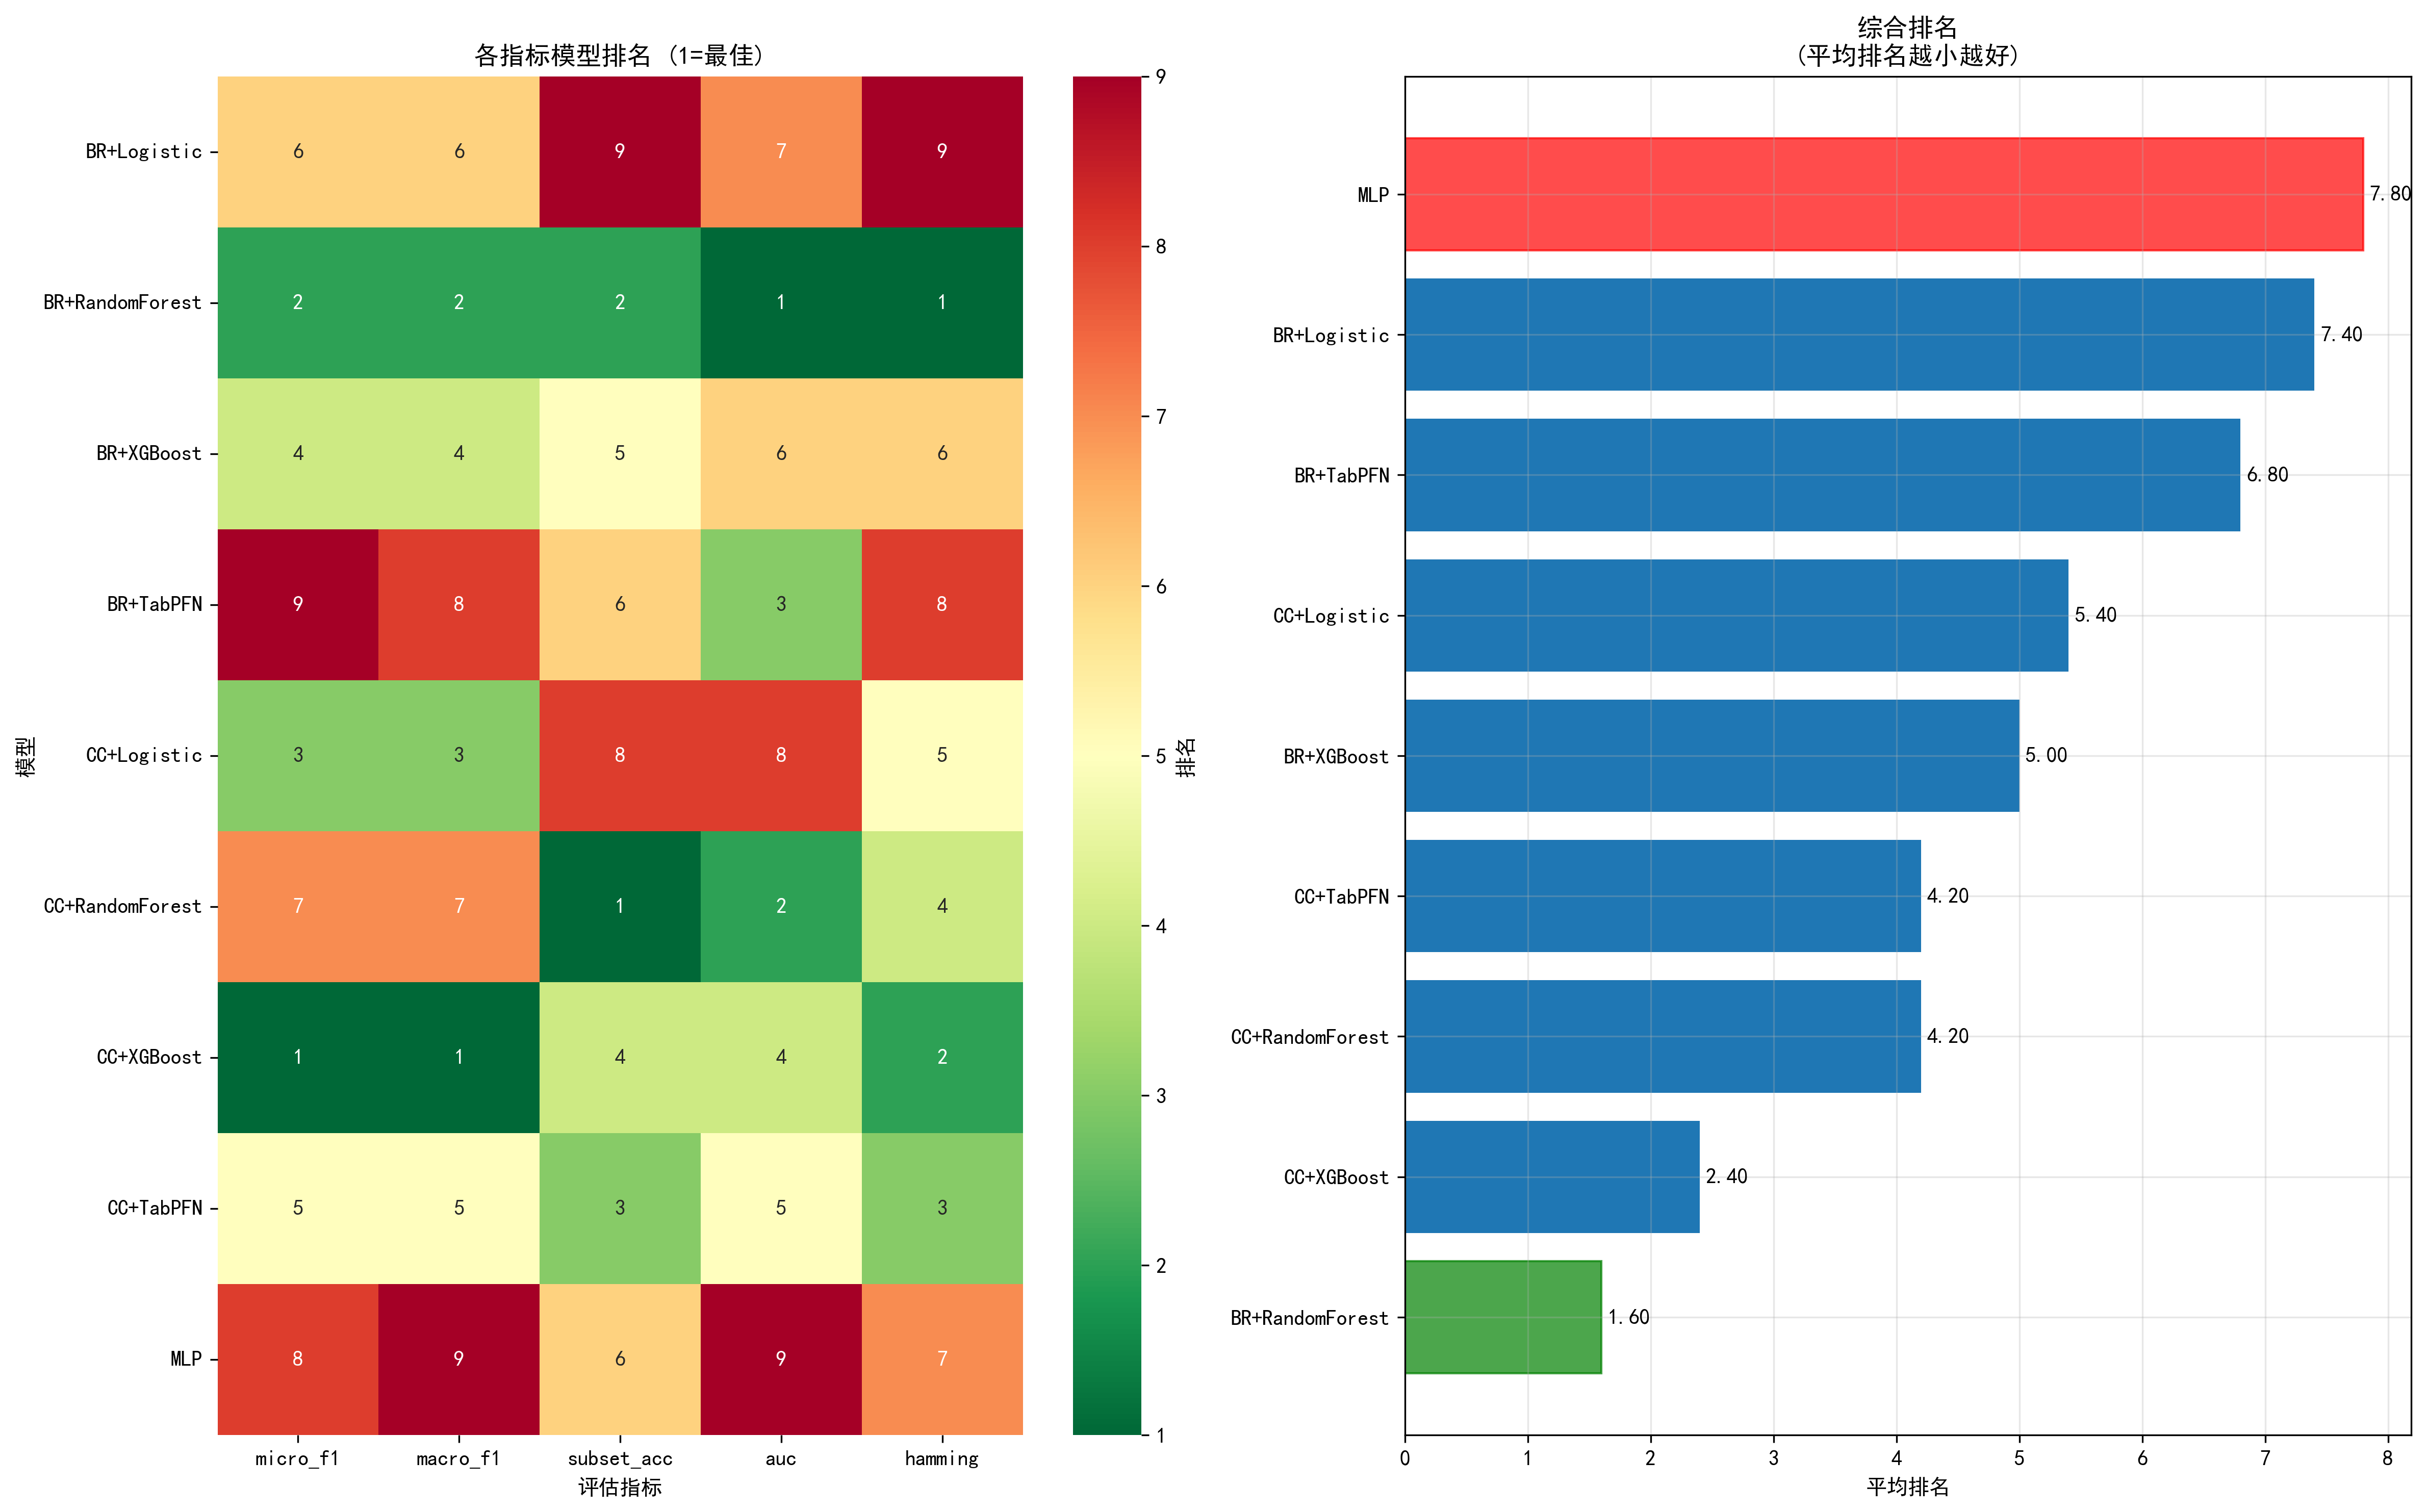 各指标模型排名 (1=最佳)
BR+Logistic 6 6 9 7 9
BR+RandomForest 2 2 2 1 1
BR+XGBoost 4 4 5 6 6
BR+TabPFN 9 8 6 3 8
CC+Logistic 3 3 8 8 5
CC+RandomForest 7 7 1 2 4
CC+XGBoost 1 1 4 4 2
CC+TabPFN 5 5 3 5 3
MLP 8 9 6 9 7
micro_f1 macro_f1 subset_acc auc hamming
评估指标
模型
9
8
7
6
5
4
3
2
1
排名
综合排名
(平均排名越小越好)
MLP 7.80
BR+Logistic 7.40
BR+TabPFN 6.80
CC+Logistic 5.40
BR+XGBoost 5.00
CC+TabPFN 4.20
CC+RandomForest 4.20
CC+XGBoost 2.40
BR+RandomForest 1.60
0 1 2 3 4 5 6 7 8
平均排名